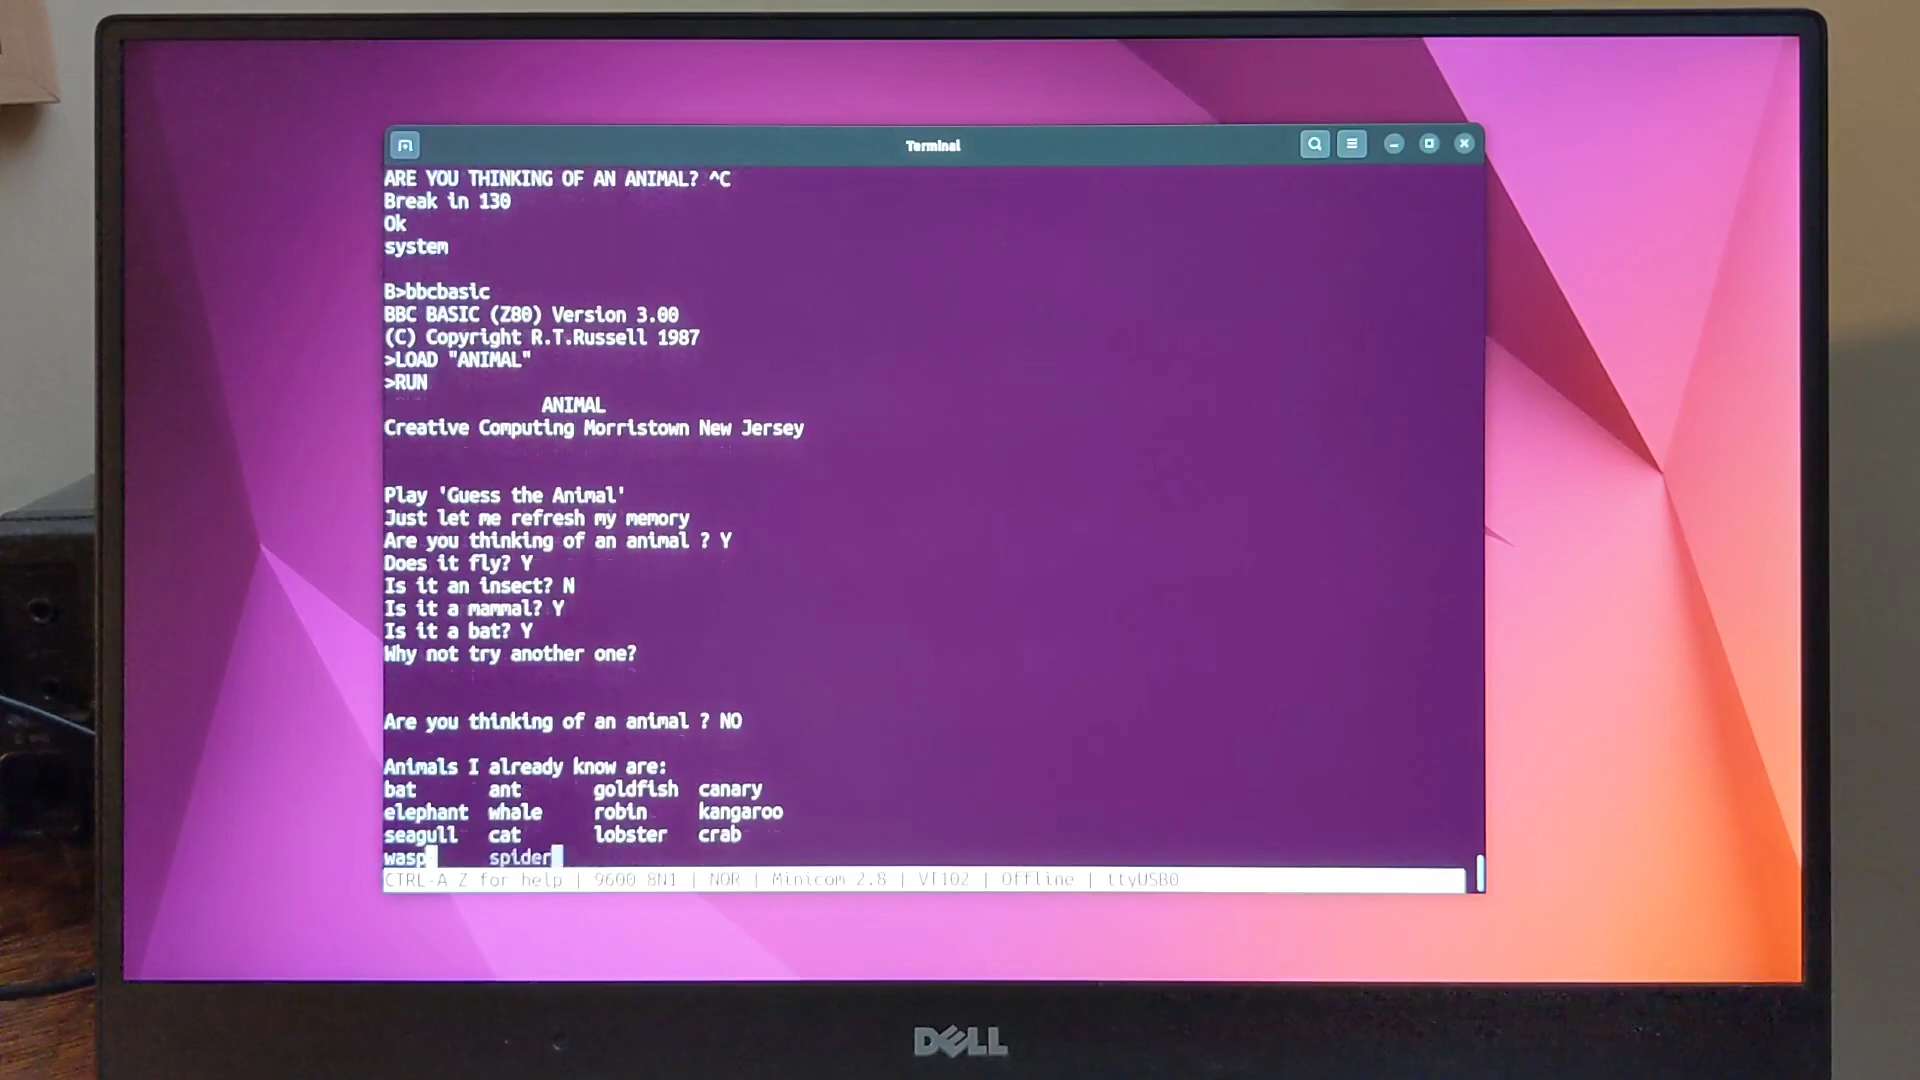 Terminal
ARE YOU THINKING OF AN ANIMAL? ^C
Break in 130
Ok
system
B>bbcbasic
BBC BASIC (Z80) Version 3.00
(C) Copyright R.T.Russell 1987
>LOAD "ANIMAL"
>RUN
ANIMAL
Creative Computing Morristown New Jersey
Play 'Guess the Animal'
Just let me refresh my memory
Are you thinking of an animal ? Y
Does it fly? Y
Is it an insect? N
Is it a mammal? Y
Is it a bat? Y
Why not try another one?
Are you thinking of an animal ? NO
Animals I already know are:
bat ant goldfish canary
elephant whale robin kangaroo
seagull cat lobster crab
wasp spider
CTRL-A Z for help | 9600 8N1 | NOR | Minicom 2.8 | VT102 | Offline | ttyUSB0
DELL